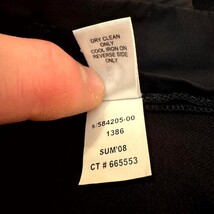 DRY CLEAN
ONLY
COOL IRON ON
REVERSE SIDE
ONLY
s/584205-00
1386
SUM'08
CT # 665553